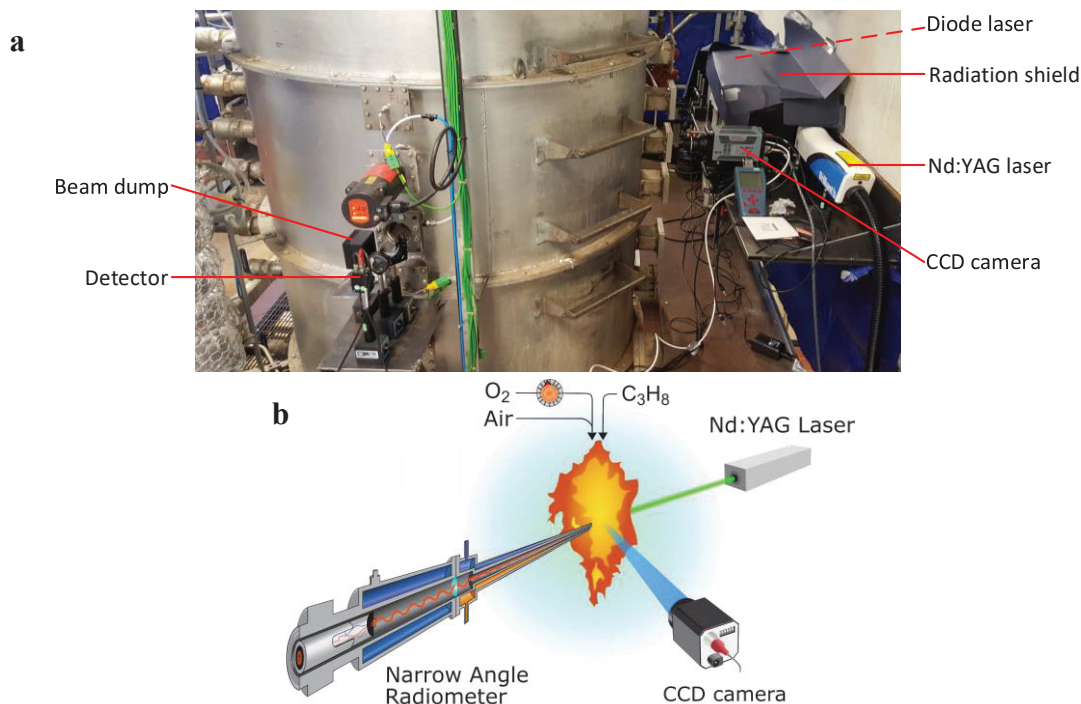 a
Diode laser
Radiation shield
Nd:YAG laser
Beam dump
Detector
CCD camera
b
O₂
C₃H₈
Air
Nd:YAG Laser
Narrow Angle
Radiometer
CCD camera